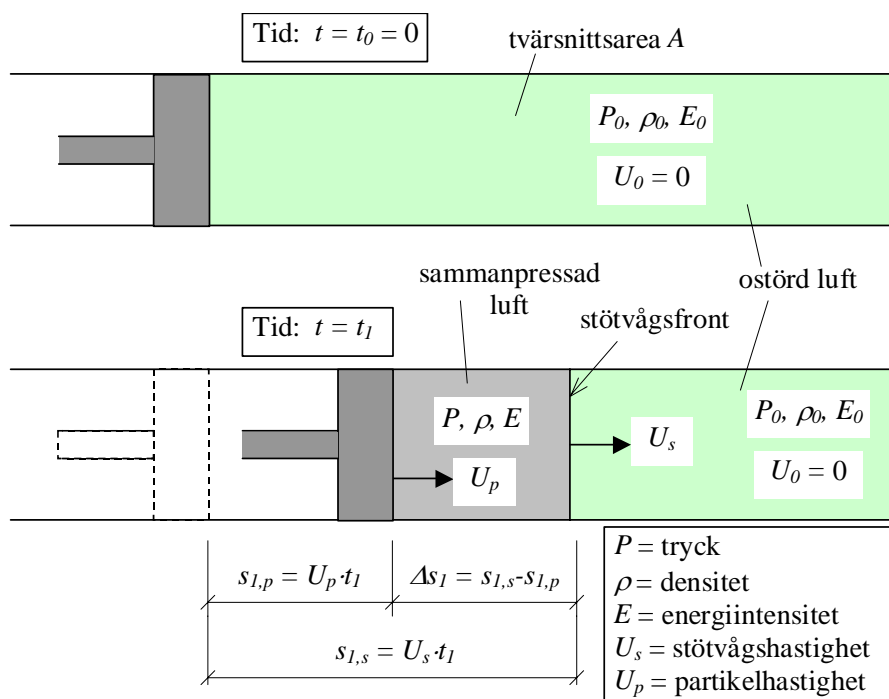 Tid: t = t0 = 0
tvärsnittsarea A
P0, ρ0, E0
U0 = 0
sammanpressad
luft
ostörd luft
Tid: t = t1
stötvågsfront
P, ρ, E
Up
Us
P0, ρ0, E0
U0 = 0
s1,p = Up·t1
Δs1 = s1,s-s1,p
s1,s = Us·t1
P = tryck
ρ = densitet
E = energiintensitet
Us = stötvågshastighet
Up = partikelhastighet